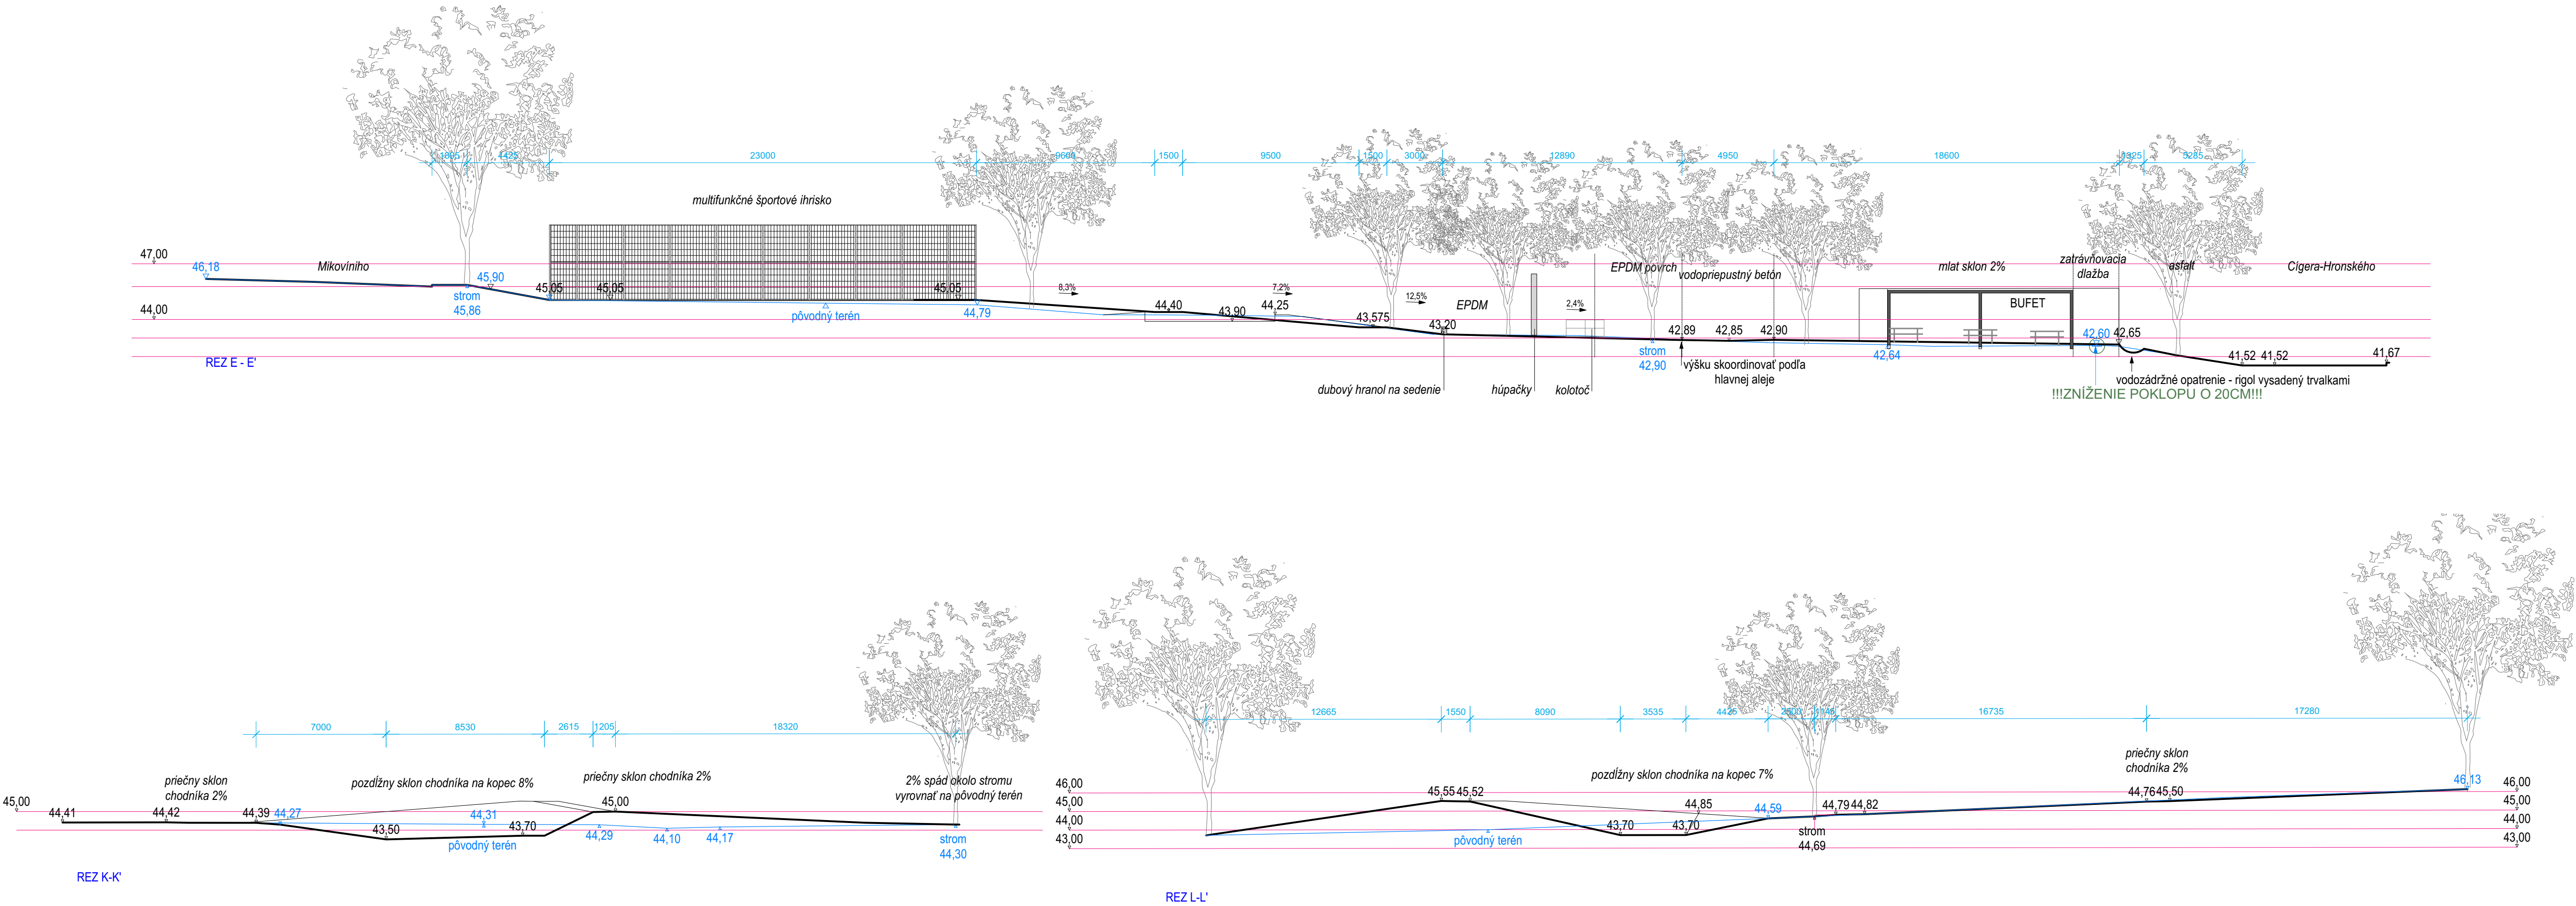 1005 4425 23000 9600 1500 9500 1500 3000 12890 4950 18600 1325 5285
multifunkčné športové ihrisko
47,00
46,18
Mikovíniho
45,90
strom
45,86
45,05
45,05
45,05
pôvodný terén
44,79
8,3%
44,40
43,90
7,2%
44,25
43,575
12,5%
43,20
EPDM
2,4%
EPDM povrch
vodopriepustný betón
mlat sklon 2%
zatrávňovacia
dlažba
asfalt
Cigera-Hronského
BUFET
44,00
42,89
42,85
42,90
strom
42,90
42,64
42,60
42,65
41,52
41,52
41,67
REZ E - E'
výšku skoordinovať podľa
hlavnej aleje
dubový hranol na sedenie
húpačky
kolotoč
vodozádržné opatrenie - rigol vysadený trvalkami
!!!ZNÍŽENIE POKLOPU O 20CM!!!
7000 8530 2615 1205 18320
priečny sklon
chodníka 2%
pozdĺžny sklon chodníka na kopec 8%
priečny sklon chodníka 2%
2% spád okolo stromu
vyrovnať na pôvodný terén
45,00
44,41
44,42
44,39
44,27
43,50
44,31
43,70
45,00
44,29
44,10
44,17
pôvodný terén
strom
44,30
REZ K-K'
12665 1550 8090 3535 4425 2500 16735 17280
pozdĺžny sklon chodníka na kopec 7%
priečny sklon
chodníka 2%
46,00
45,00
44,00
43,00
45,55
45,52
43,70
43,70
44,85
44,59
44,79
44,82
strom
44,69
44,76
45,50
46,13
46,00
45,00
44,00
43,00
pôvodný terén
REZ L-L'